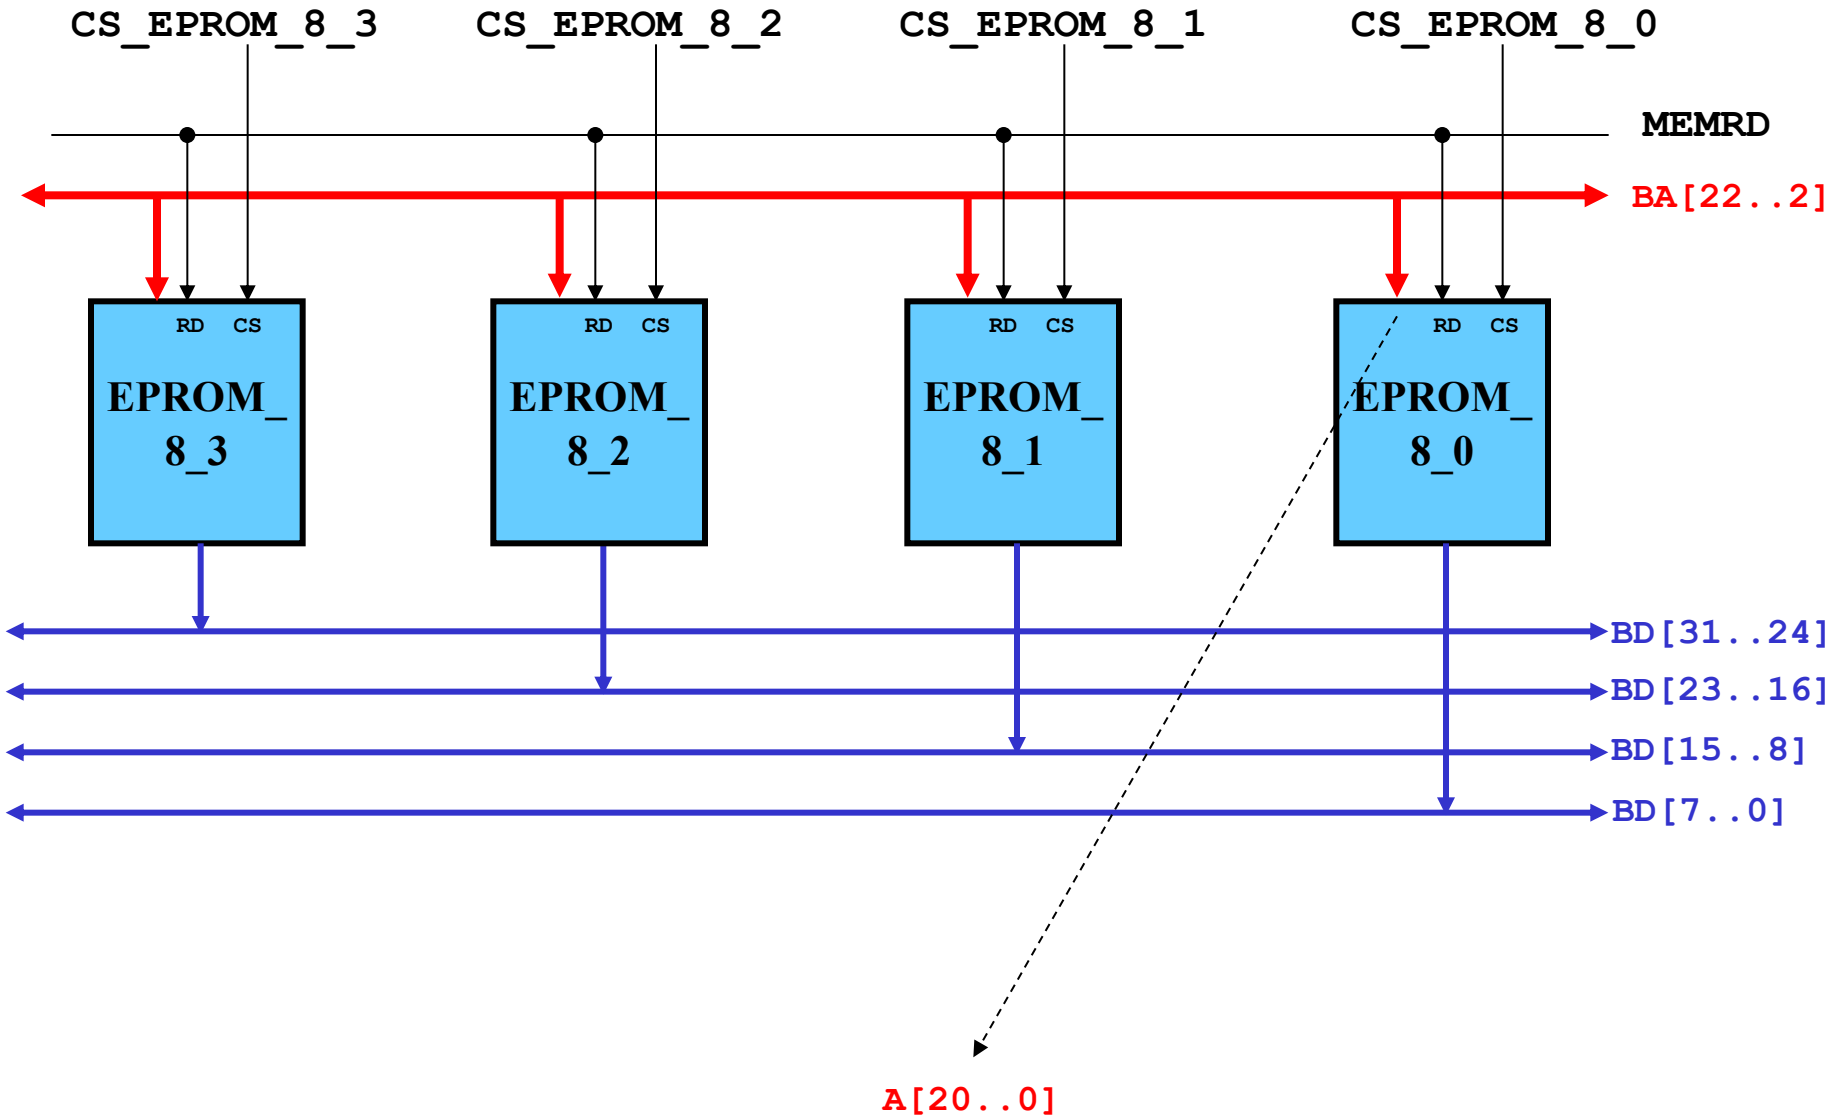 CS_EPROM_8_3 CS_EPROM_8_2 CS_EPROM_8_1 CS_EPROM_8_0
MEMRD
BA[22..2]
RD CS RD CS RD CS RD CS
EPROM_ EPROM_ EPROM_ EPROM_
8_3 8_2 8_1 8_0
BD[31..24]
BD[23..16]
BD[15..8]
BD[7..0]
A[20..0]